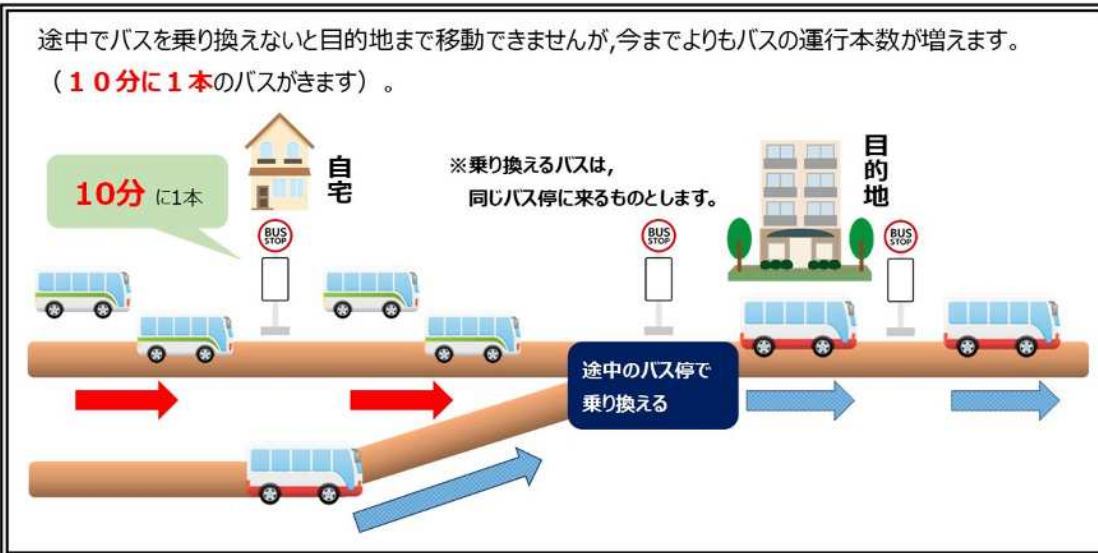 途中でバスを乗り換えないと目的地まで移動できませんが,今までよりもバスの運行本数が増えます。
(10分に1本のバスがきます)。
10分 に1本
自宅
※乗り換えるバスは,
同じバス停に来るものとします。
目的地
BUS
STOP
BUS
STOP
BUS
STOP
途中のバス停で
乗り換える